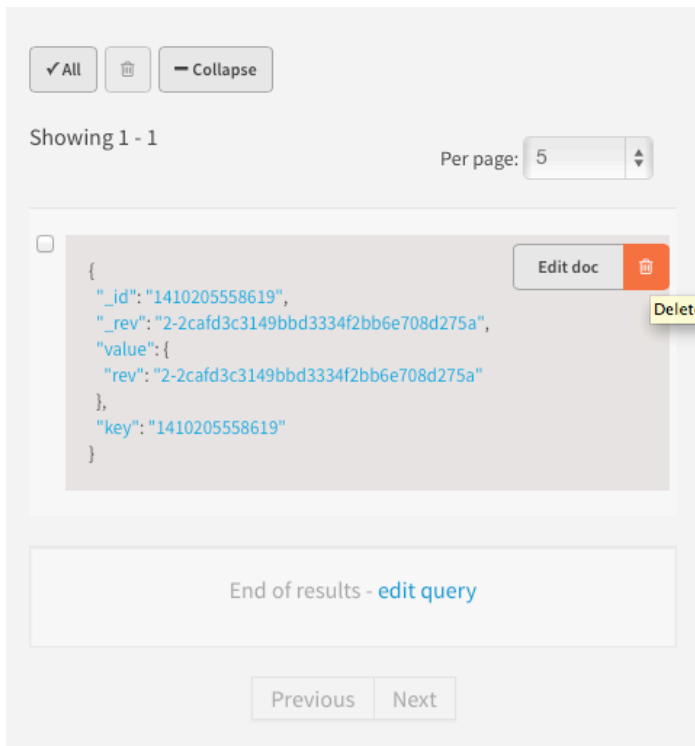 ✓All
− Collapse
Showing 1 - 1
Per page: 5
Edit doc
{
"_id": "1410205558619",
"_rev": "2-2cafd3c3149bbd3334f2bb6e708d275a",
"value": {
"rev": "2-2cafd3c3149bbd3334f2bb6e708d275a"
},
"key": "1410205558619"
}
Delet
End of results - edit query
Previous Next